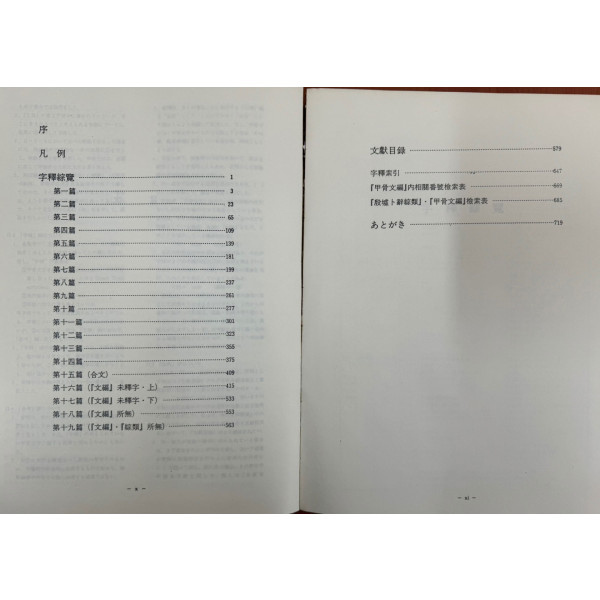 序
凡例
字釋綜覽 1
第一篇 3
第二篇 23
第三篇 65
第四篇 109
第五篇 139
第六篇 181
第七篇 199
第八篇 237
第九篇 261
第十篇 277
第十一篇 301
第十二篇 323
第十三篇 355
第十四篇 375
第十五篇(合文) 409
第十六篇(『文編』未釋字・上) 415
第十七篇(『文編』未釋字・下) 533
第十八篇(『文編』所無) 553
第十九篇(『文編』・『綜類』所無) 563
文獻目錄 579
字釋索引 647
『甲骨文編』内相關番號檢索表
『殷墟卜辭綜類』・『甲骨文編』檢索表
あとがき 719
— xi —